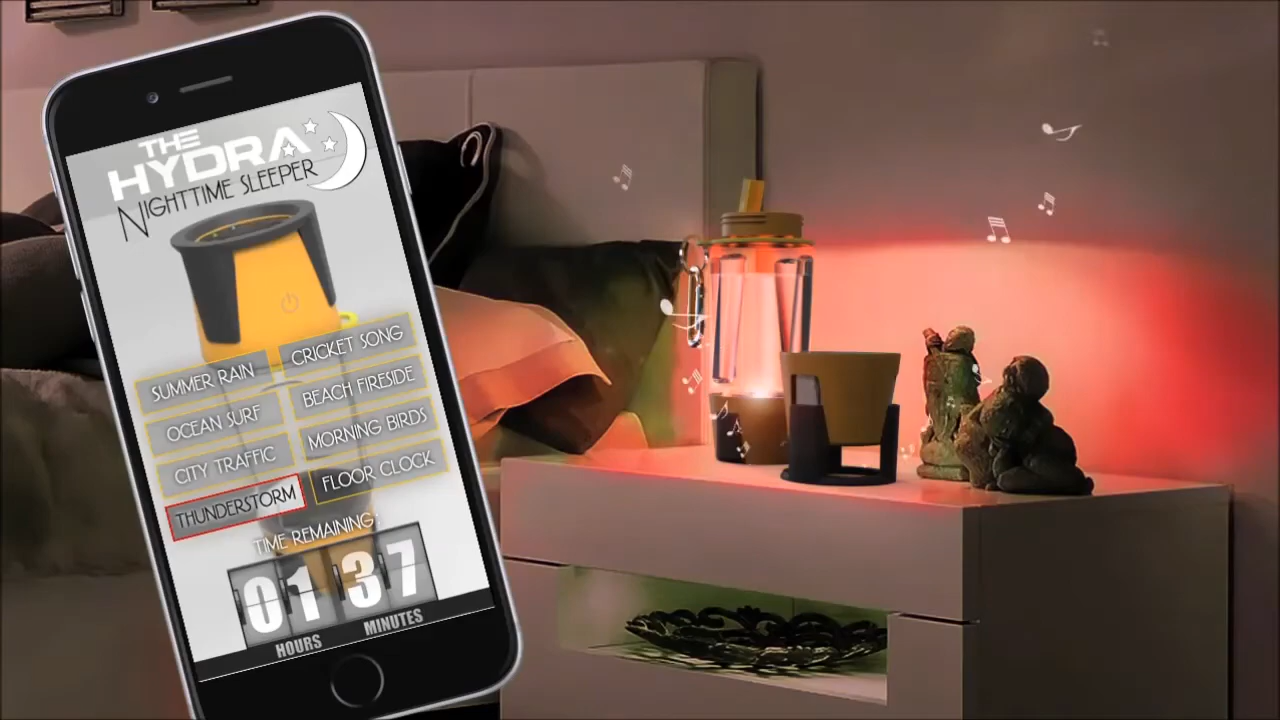 THE
HYDRA
NIGHTTIME SLEEPER
SUMMER RAIN
CRICKET SONG
OCEAN SURF
BEACH FIRESIDE
CITY TRAFFIC
MORNING BIRDS
THUNDERSTORM
FLOOR CLOCK
TIME REMAINING:
01 37
HOURS MINUTES